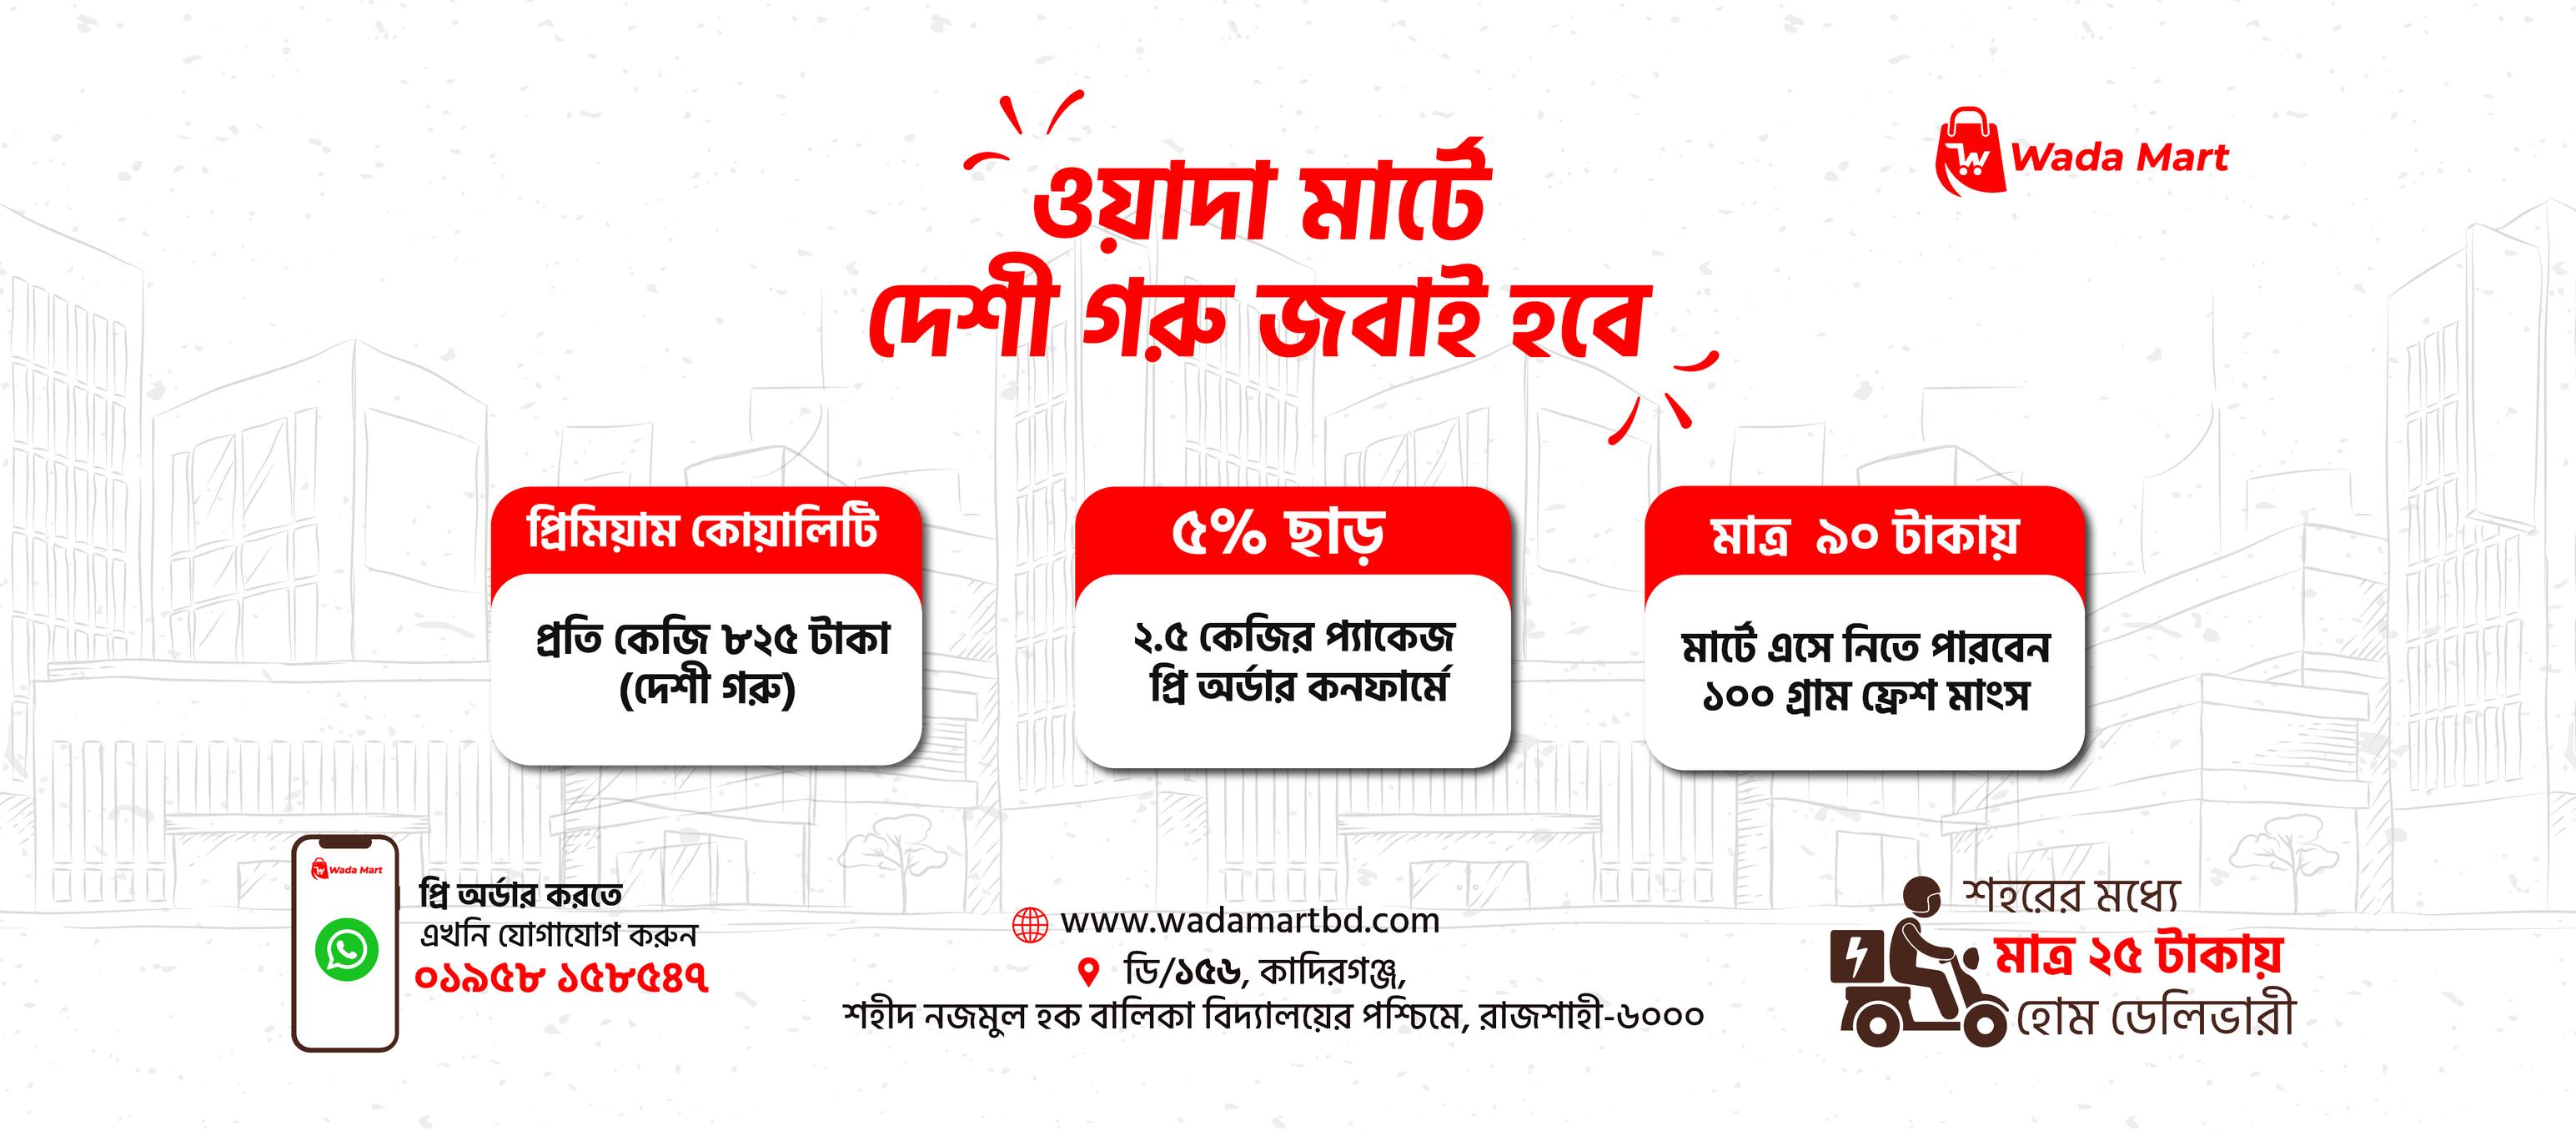 Wada Mart
ওয়াদা মার্টে
দেশী গরু জবাই হবে
প্রিমিয়াম কোয়ালিটি
প্রতি কেজি ৮২৫ টাকা
(দেশী গরু)
৫% ছাড়
২.৫ কেজির প্যাকেজ
প্রি অর্ডার কনফার্মে
মাত্র ৯০ টাকায়
মার্টে এসে নিতে পারবেন
১০০ গ্রাম ফ্রেশ মাংস
Wada Mart
প্রি অর্ডার করতে
এখনি যোগাযোগ করুন
০১৯৫৮ ১৫৮৫৪৭
www.wadamartbd.com
ডি/১৫৬, কাদিরগঞ্জ,
শহীদ নজমুল হক বালিকা বিদ্যালয়ের পশ্চিমে, রাজশাহী-৬০০০
শহরের মধ্যে
মাত্র ২৫ টাকায়
হোম ডেলিভারী